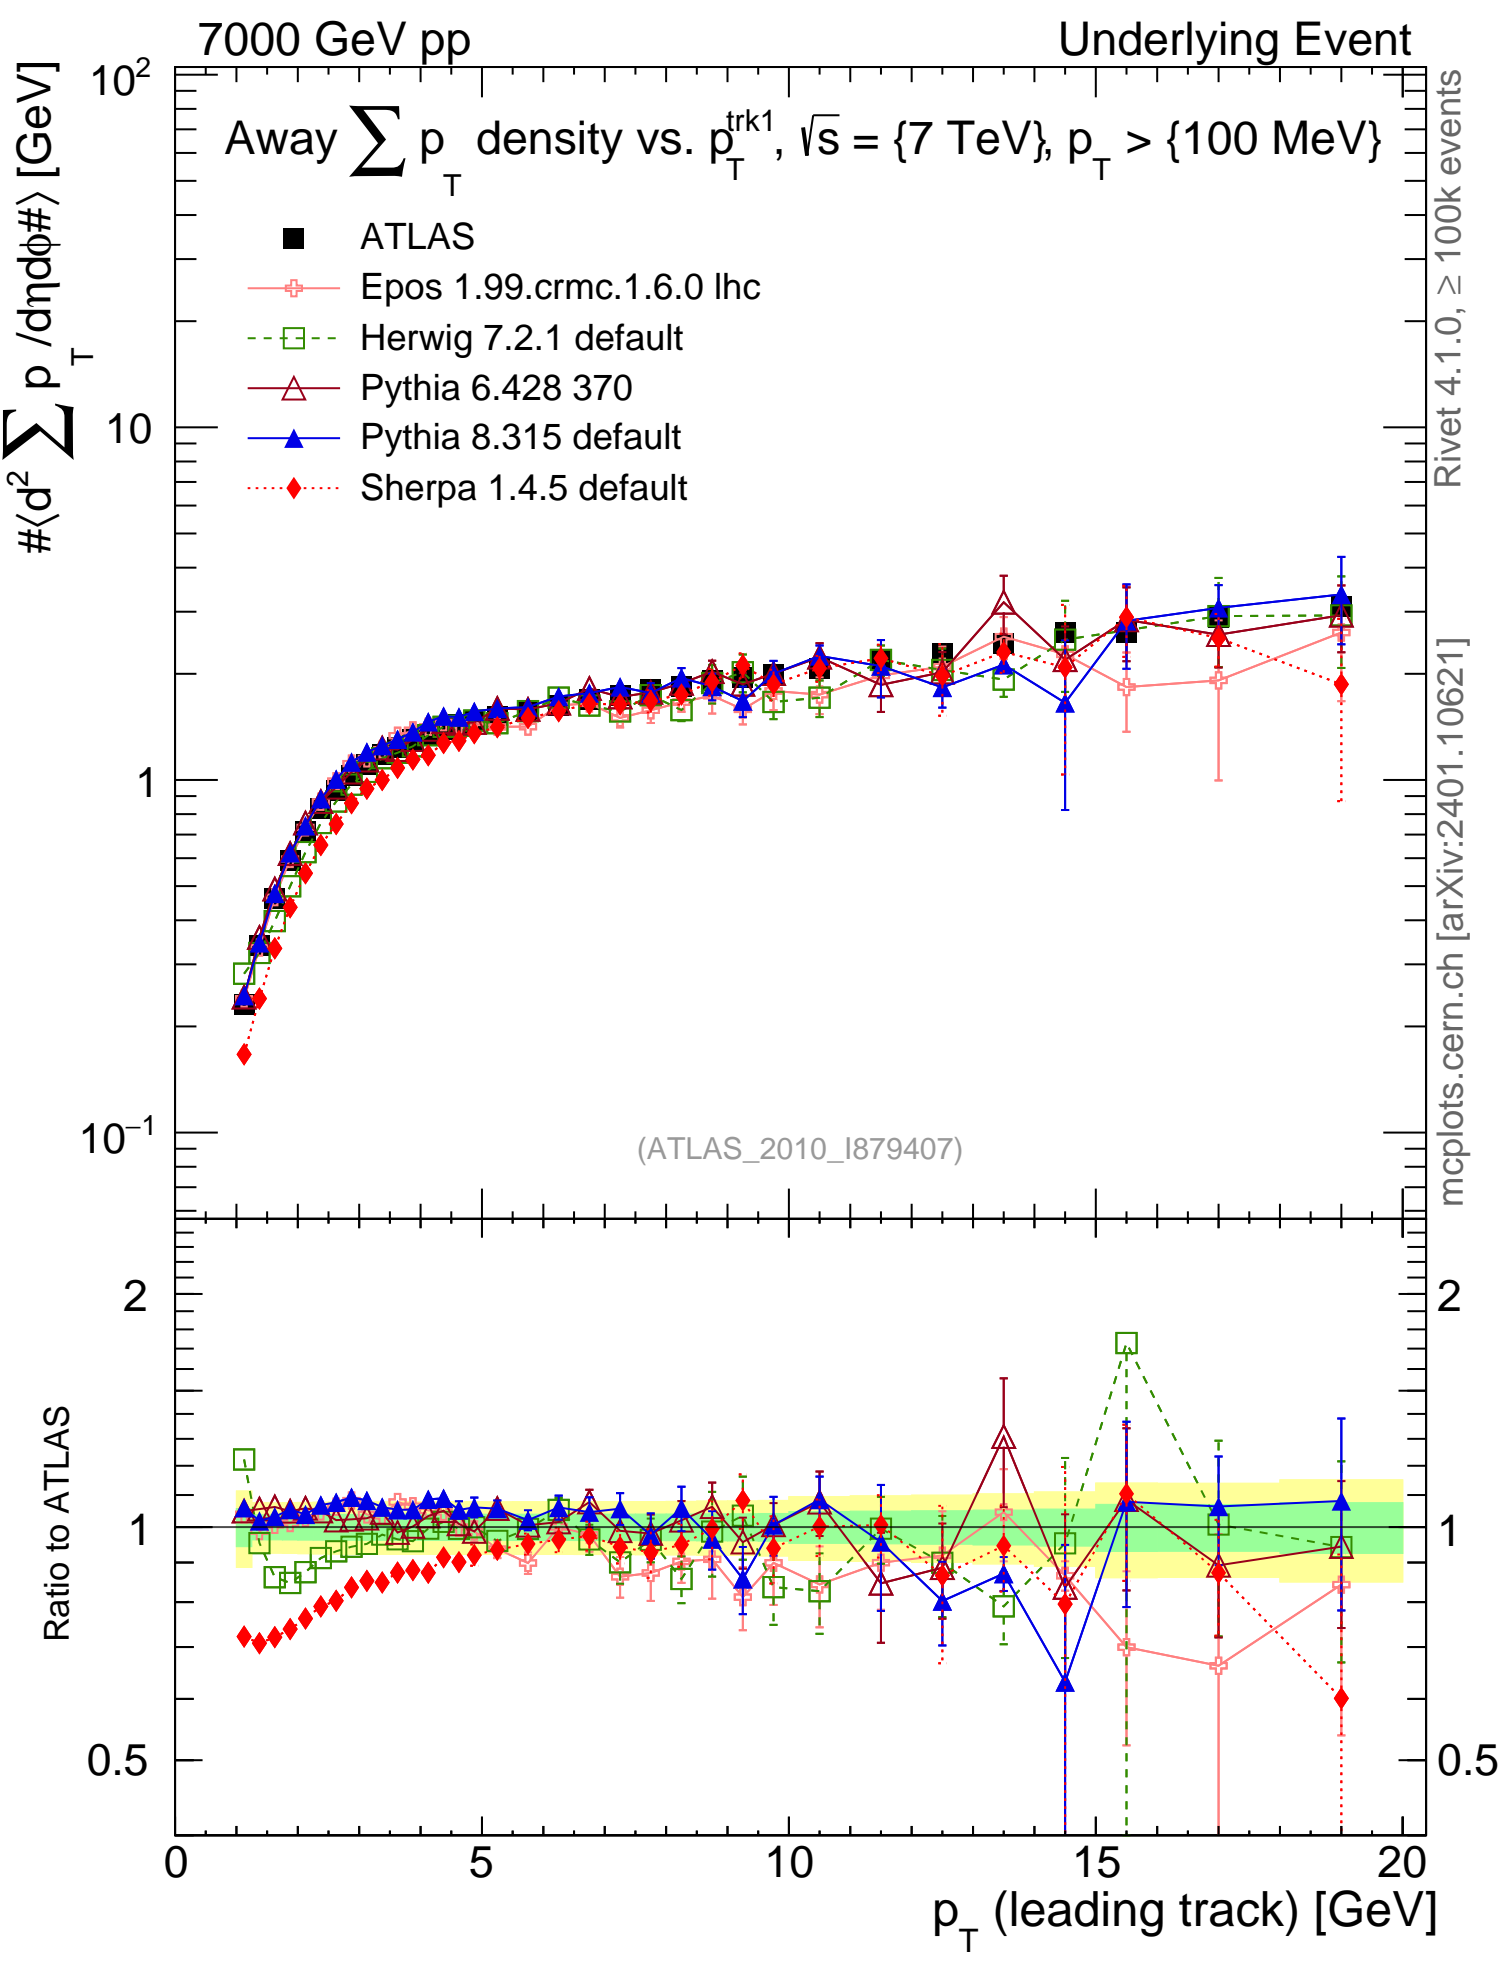 7000 GeV pp
Underlying Event
Away ∑ p_T density vs. p_T^trk1, √s = {7 TeV}, p_T > {100 MeV}
#⟨d² ∑ p_T /dηdϕ#⟩ [GeV]
10²
10
1
10⁻¹
ATLAS
Epos 1.99.crmc.1.6.0 lhc
Herwig 7.2.1 default
Pythia 6.428 370
Pythia 8.315 default
Sherpa 1.4.5 default
(ATLAS_2010_I879407)
Rivet 4.1.0, ≥ 100k events
mcplots.cern.ch [arXiv:2401.10621]
Ratio to ATLAS
2
1
0.5
2
1
0.5
0 5 10 15 20
p_T (leading track) [GeV]